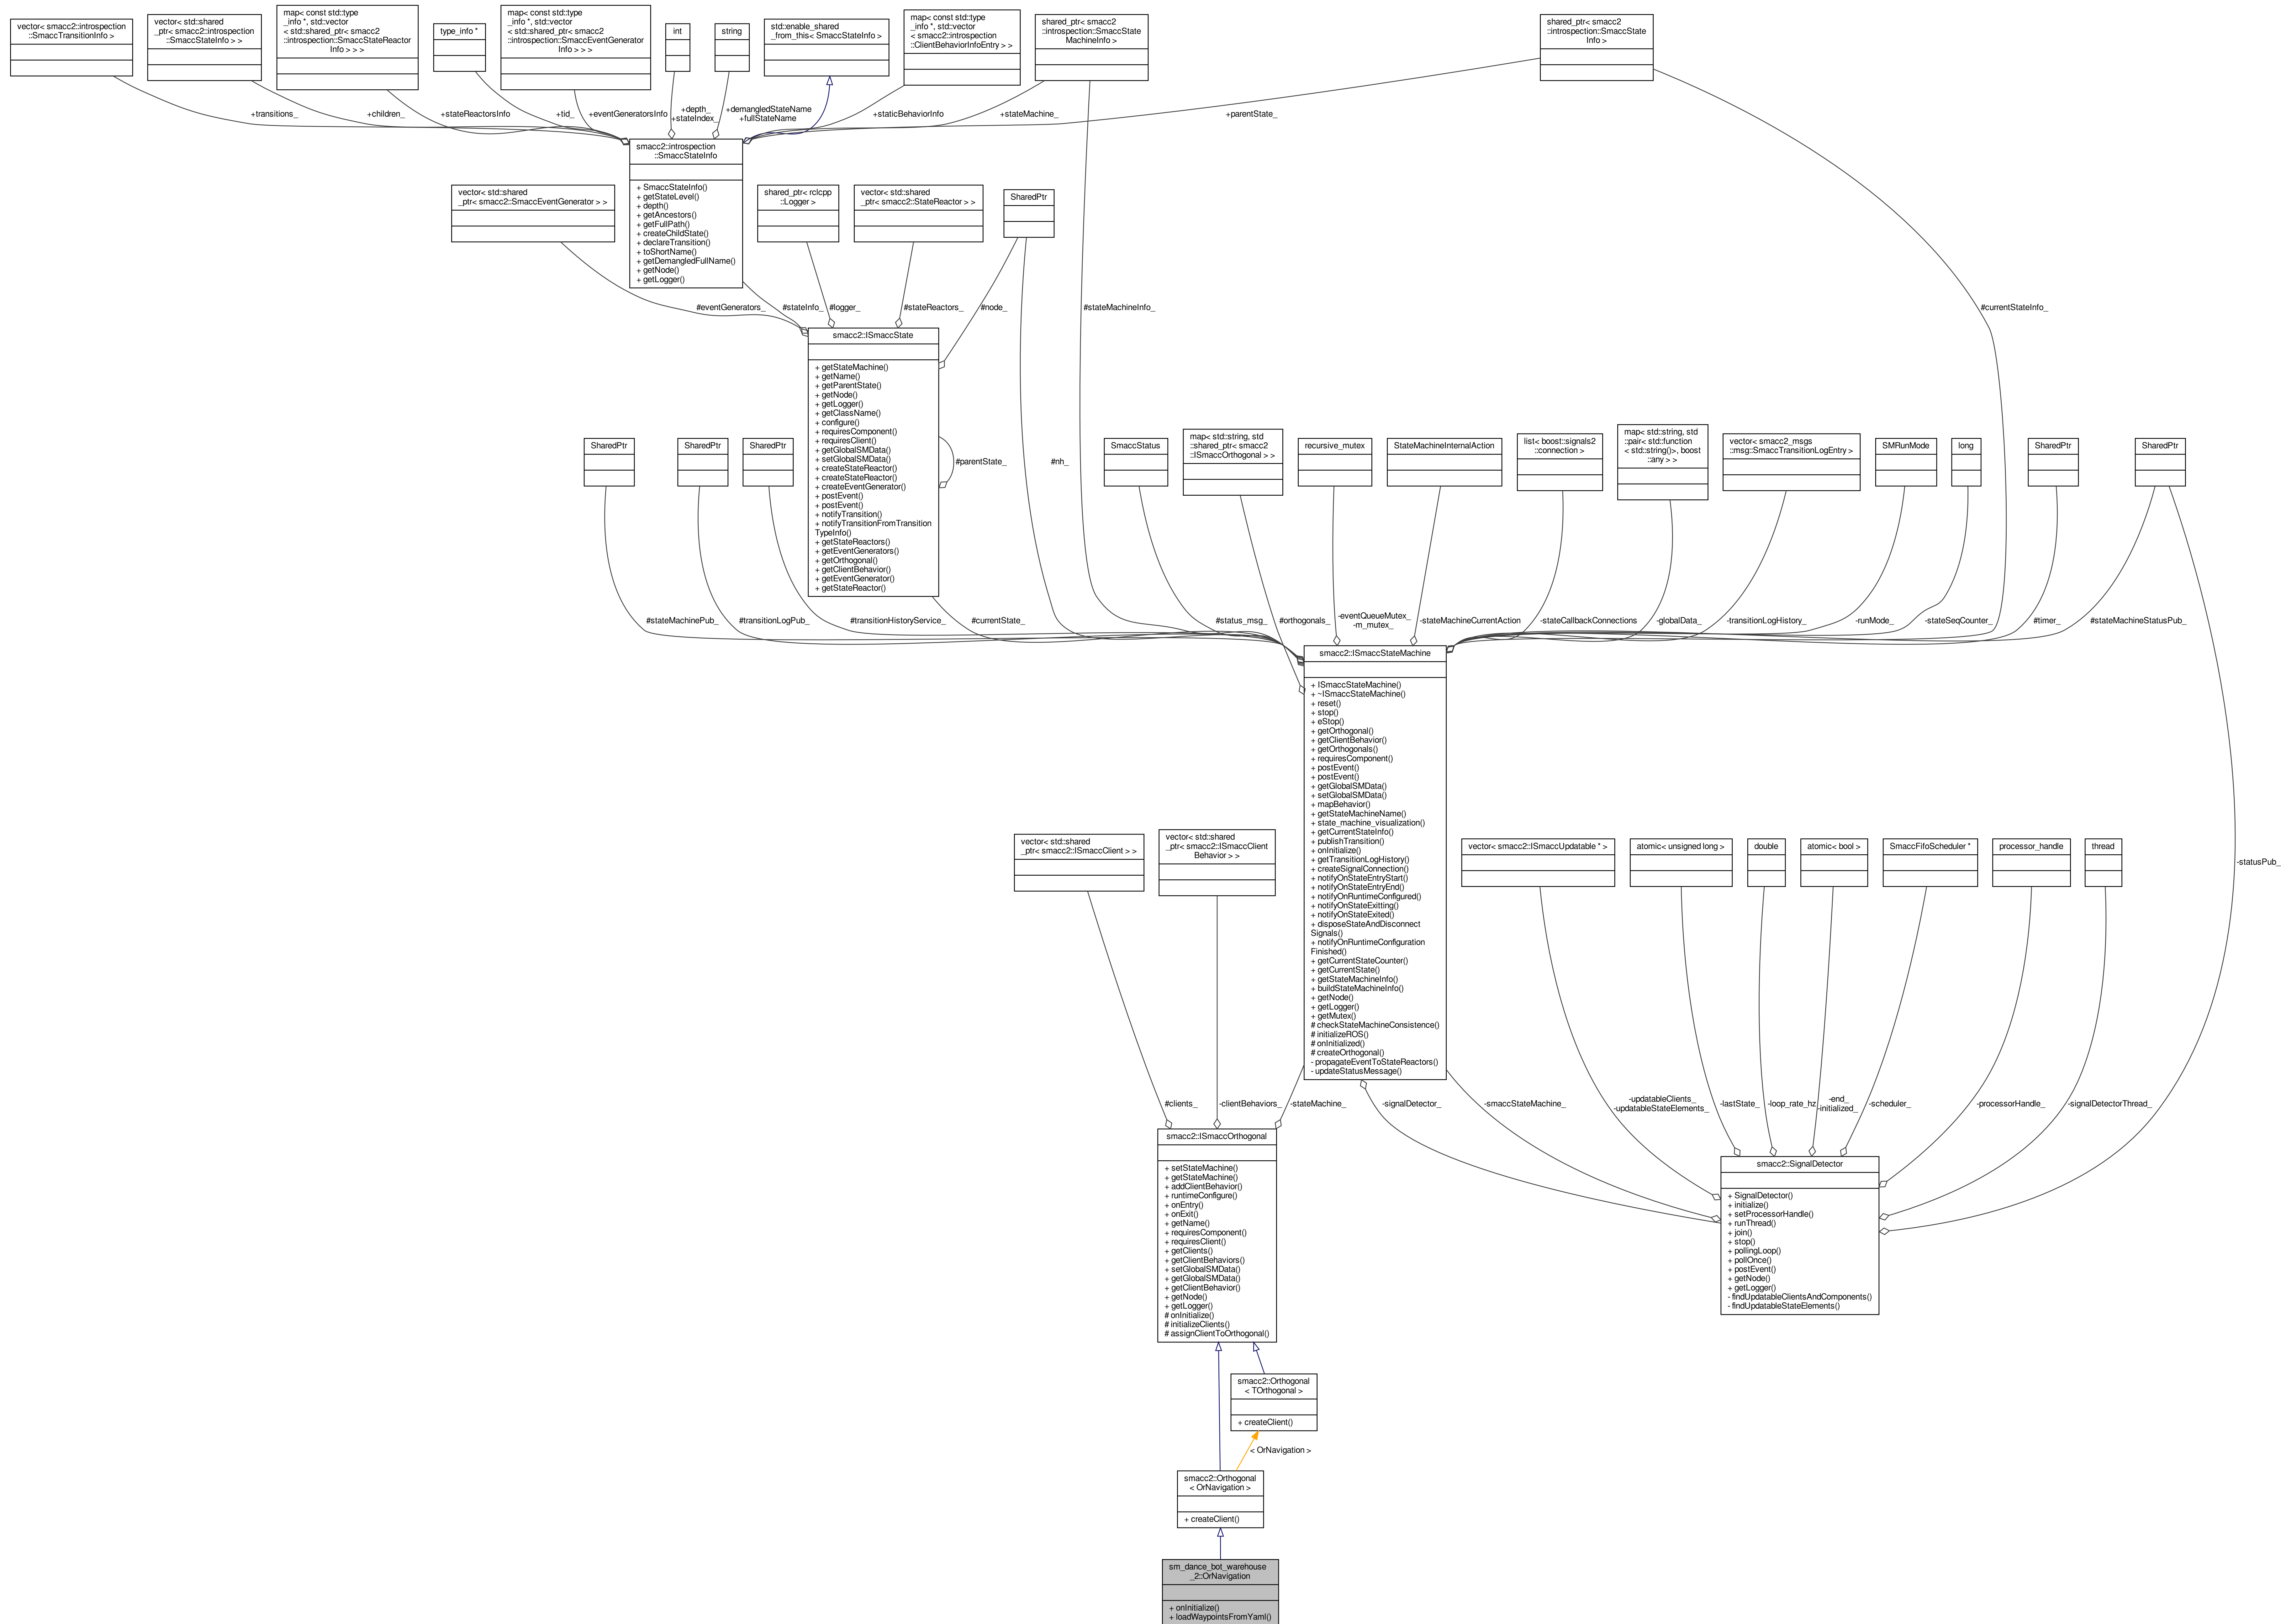 vector< smacc2::introspection
::SmaccTransitionInfo >
vector< std::shared
_ptr< smacc2::introspection
::SmaccStateInfo > >
map< const std::type
_info *, std::vector
< std::shared_ptr< smacc2
::introspection::SmaccStateReactor
Info > > >
type_info *
map< const std::type
_info *, std::vector
< std::shared_ptr< smacc2
::introspection::SmaccEventGenerator
Info > > >
int
string
std::enable_shared
_from_this< SmaccStateInfo >
map< const std::type
_info *, std::vector
< smacc2::introspection
::ClientBehaviorInfoEntry > >
shared_ptr< smacc2
::introspection::SmaccState
MachineInfo >
shared_ptr< smacc2
::introspection::SmaccState
Info >
+transitions_
+children_
+stateReactorsInfo
+tid_
+eventGeneratorsInfo
+depth_
+stateIndex_
+demangledStateName
+fullStateName
+staticBehaviorInfo
+stateMachine_
+parentState_
smacc2::introspection
::SmaccStateInfo
+ SmaccStateInfo()
+ getStateLevel()
+ depth()
+ getAncestors()
+ getFullPath()
+ createChildState()
+ declareTransition()
+ toShortName()
+ getDemangledFullName()
+ getNode()
+ getLogger()
vector< std::shared
_ptr< smacc2::SmaccEventGenerator > >
shared_ptr< rclcpp
::Logger >
vector< std::shared
_ptr< smacc2::StateReactor > >
SharedPtr
#eventGenerators_
#stateInfo_
#logger_
#stateReactors_
#node_
#stateMachineInfo_
#currentStateInfo_
smacc2::ISmaccState
+ getStateMachine()
+ getName()
+ getParentState()
+ getNode()
+ getLogger()
+ getClassName()
+ configure()
+ requiresComponent()
+ requiresClient()
+ getGlobalSMData()
+ setGlobalSMData()
+ createStateReactor()
+ createStateReactor()
+ createEventGenerator()
+ postEvent()
+ postEvent()
+ notifyTransition()
+ notifyTransitionFromTransition
TypeInfo()
+ getStateReactors()
+ getEventGenerators()
+ getOrthogonal()
+ getClientBehavior()
+ getEventGenerator()
+ getStateReactor()
#parentState_
#nh_
SharedPtr
SharedPtr
SharedPtr
SmaccStatus
map< std::string, std
::shared_ptr< smacc2
::ISmaccOrthogonal > >
recursive_mutex
StateMachineInternalAction
list< boost::signals2
::connection >
map< std::string, std
::pair< std::function
< std::string()>, boost
::any > >
vector< smacc2_msgs
::msg::SmaccTransitionLogEntry >
SMRunMode
long
SharedPtr
SharedPtr
#stateMachinePub_
#transitionLogPub_
#transitionHistoryService_
#currentState_
#status_msg_
#orthogonals_
-eventQueueMutex_
-m_mutex_
-stateMachineCurrentAction
-stateCallbackConnections
-globalData_
-transitionLogHistory_
-runMode_
-stateSeqCounter_
#timer_
#stateMachineStatusPub_
smacc2::ISmaccStateMachine
+ ISmaccStateMachine()
+ ~ISmaccStateMachine()
+ reset()
+ stop()
+ eStop()
+ getOrthogonal()
+ getClientBehavior()
+ getOrthogonals()
+ requiresComponent()
+ postEvent()
+ postEvent()
+ getGlobalSMData()
+ setGlobalSMData()
+ mapBehavior()
+ getStateMachineName()
+ state_machine_visualization()
+ getCurrentStateInfo()
+ publishTransition()
+ onInitialize()
+ getTransitionLogHistory()
+ createSignalConnection()
+ notifyOnStateEntryStart()
+ notifyOnStateEntryEnd()
+ notifyOnRuntimeConfigured()
+ notifyOnStateExitting()
+ notifyOnStateExited()
+ disposeStateAndDisconnect
Signals()
+ notifyOnRuntimeConfiguration
Finished()
+ getCurrentStateCounter()
+ getCurrentState()
+ getStateMachineInfo()
+ buildStateMachineInfo()
+ getNode()
+ getLogger()
+ getMutex()
# checkStateMachineConsistence()
# initializeROS()
# onInitialized()
# createOrthogonal()
- propagateEventToStateReactors()
- updateStatusMessage()
vector< std::shared
_ptr< smacc2::ISmaccClient > >
vector< std::shared
_ptr< smacc2::ISmaccClient
Behavior > >
vector< smacc2::ISmaccUpdatable * >
atomic< unsigned long >
double
atomic< bool >
SmaccFifoScheduler *
processor_handle
thread
-statusPub_
#clients_
-clientBehaviors_
-stateMachine_
-signalDetector_
-smaccStateMachine_
-updatableClients_
-updatableStateElements_
-lastState_
-loop_rate_hz
-end_
-initialized_
-scheduler_
-processorHandle_
-signalDetectorThread_
smacc2::ISmaccOrthogonal
+ setStateMachine()
+ getStateMachine()
+ addClientBehavior()
+ runtimeConfigure()
+ onEntry()
+ onExit()
+ getName()
+ requiresComponent()
+ requiresClient()
+ getClients()
+ getClientBehaviors()
+ setGlobalSMData()
+ getGlobalSMData()
+ getClientBehavior()
+ getNode()
+ getLogger()
# onInitialize()
# initializeClients()
# assignClientToOrthogonal()
smacc2::SignalDetector
+ SignalDetector()
+ initialize()
+ setProcessorHandle()
+ runThread()
+ join()
+ stop()
+ pollingLoop()
+ pollOnce()
+ postEvent()
+ getNode()
+ getLogger()
- findUpdatableClientsAndComponents()
- findUpdatableStateElements()
smacc2::Orthogonal
< TOrthogonal >
+ createClient()
< OrNavigation >
smacc2::Orthogonal
< OrNavigation >
+ createClient()
sm_dance_bot_warehouse
_2::OrNavigation
+ onInitialize()
+ loadWaypointsFromYaml()